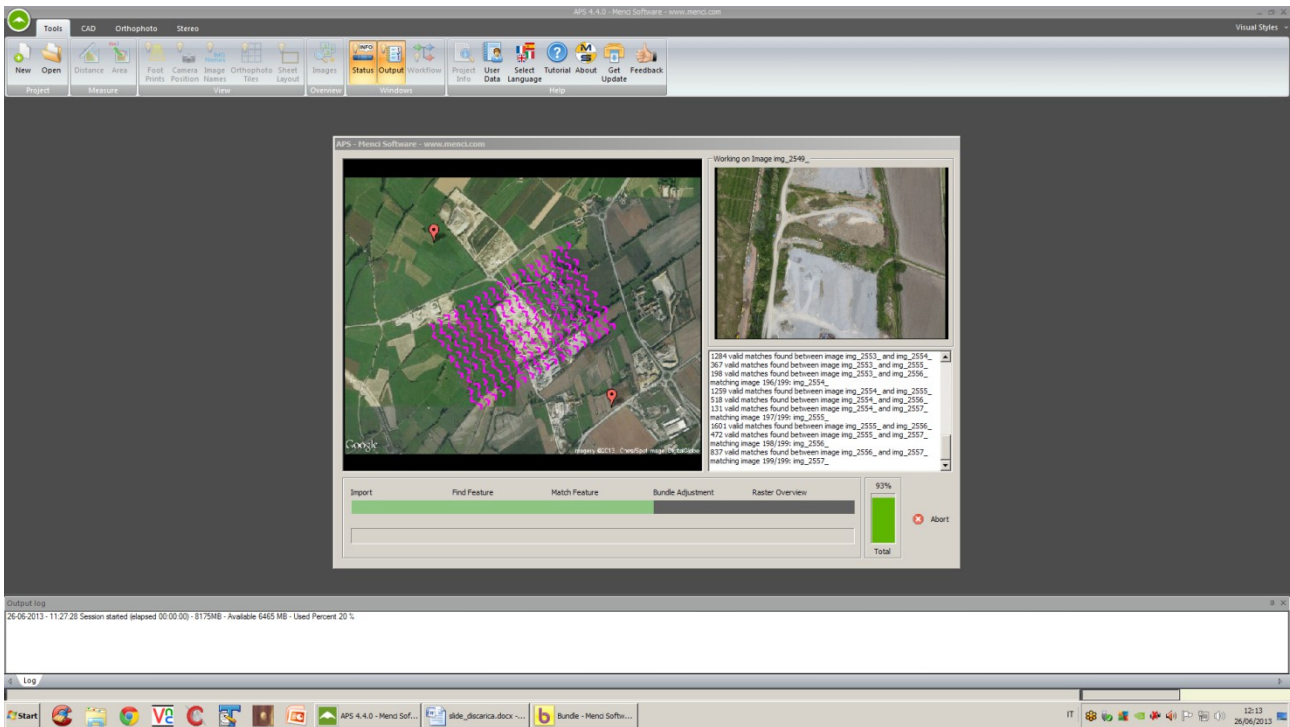 APS 4.4.0 - Menci Software - www.menci.com
Tools CAD Orthophoto Stereo Visual Styles
New Open Distance Area Foot Prints Camera Position Image Names Orthophoto Tiles Sheet Layout Images Status Output Workflow Project Info User Data Select Language Tutorial About Get Update Feedback
Project Measure View Overview Windows Help
APS - Menci Software - www.menci.com
Working on Image img_2549_
Google
1284 valid matches found between image img_2553_ and img_2554_
367 valid matches found between image img_2553_ and img_2555_
198 valid matches found between image img_2553_ and img_2556_
matching image 196/199: img_2554_
1259 valid matches found between image img_2554_ and img_2555_
518 valid matches found between image img_2554_ and img_2556_
131 valid matches found between image img_2554_ and img_2557_
matching image 197/199: img_2555_
1601 valid matches found between image img_2555_ and img_2556_
472 valid matches found between image img_2555_ and img_2557_
matching image 198/199: img_2556_
837 valid matches found between image img_2556_ and img_2557_
matching image 199/199: img_2557_
Import Find Feature Match Feature Bundle Adjustment Raster Overview
93%
Abort
Total
Output log
26-06-2013 - 11:27.28 Session started (elapsed 00:00:00) - 8175MB - Available 6465 MB - Used Percent 20 %
Log
Start APS 4.4.0 - Menci Sof... slide_discarica.docx -... Bundle - Menci Softw... IT 12:13
26/06/2013